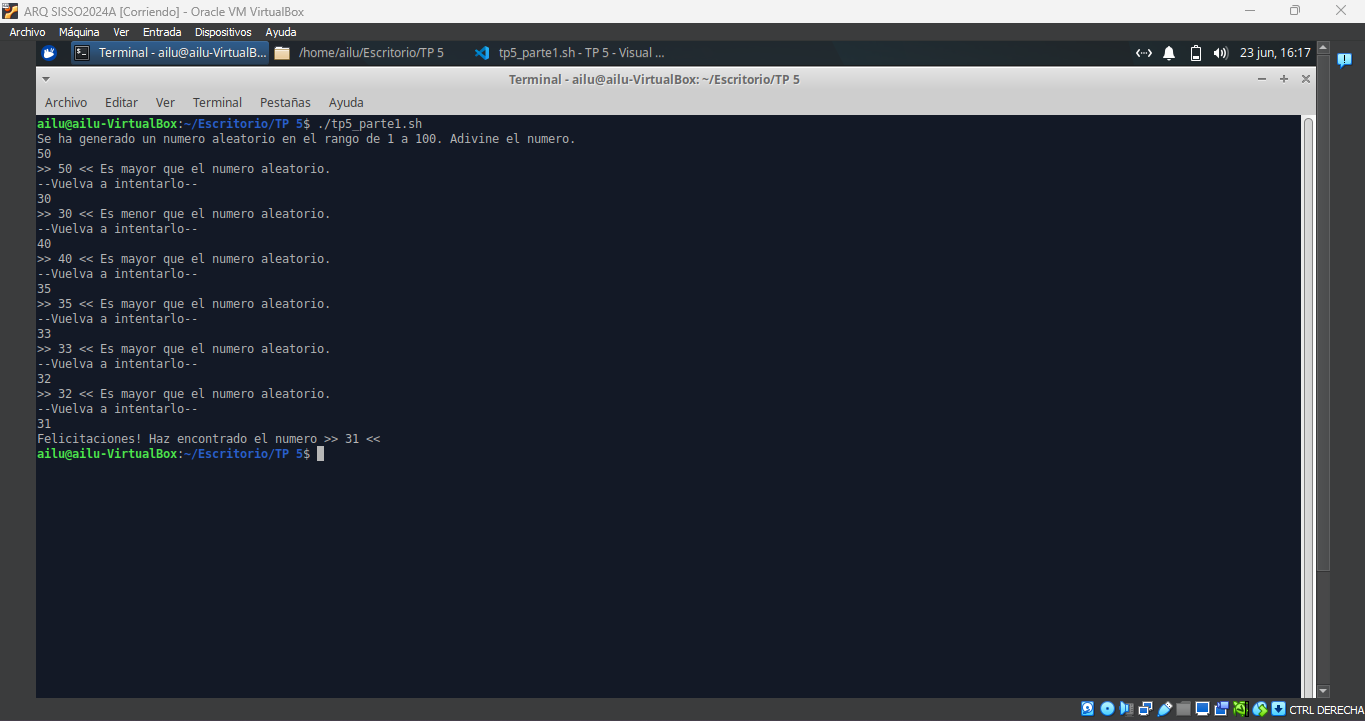 ARQ SISSO2024A [Corriendo] - Oracle VM VirtualBox
Archivo Máquina Ver Entrada Dispositivos Ayuda
Terminal - ailu@ailu-VirtualB... /home/ailu/Escritorio/TP 5 tp5_parte1.sh - TP 5 - Visual ... 23 jun, 16:17
Terminal - ailu@ailu-VirtualBox: ~/Escritorio/TP 5
Archivo Editar Ver Terminal Pestañas Ayuda
ailu@ailu-VirtualBox:~/Escritorio/TP 5$ ./tp5_parte1.sh
Se ha generado un numero aleatorio en el rango de 1 a 100. Adivine el numero.
50
>> 50 << Es mayor que el numero aleatorio.
--Vuelva a intentarlo--
30
>> 30 << Es menor que el numero aleatorio.
--Vuelva a intentarlo--
40
>> 40 << Es mayor que el numero aleatorio.
--Vuelva a intentarlo--
35
>> 35 << Es mayor que el numero aleatorio.
--Vuelva a intentarlo--
33
>> 33 << Es mayor que el numero aleatorio.
--Vuelva a intentarlo--
32
>> 32 << Es mayor que el numero aleatorio.
--Vuelva a intentarlo--
31
Felicitaciones! Haz encontrado el numero >> 31 <<
ailu@ailu-VirtualBox:~/Escritorio/TP 5$
CTRL DERECHA